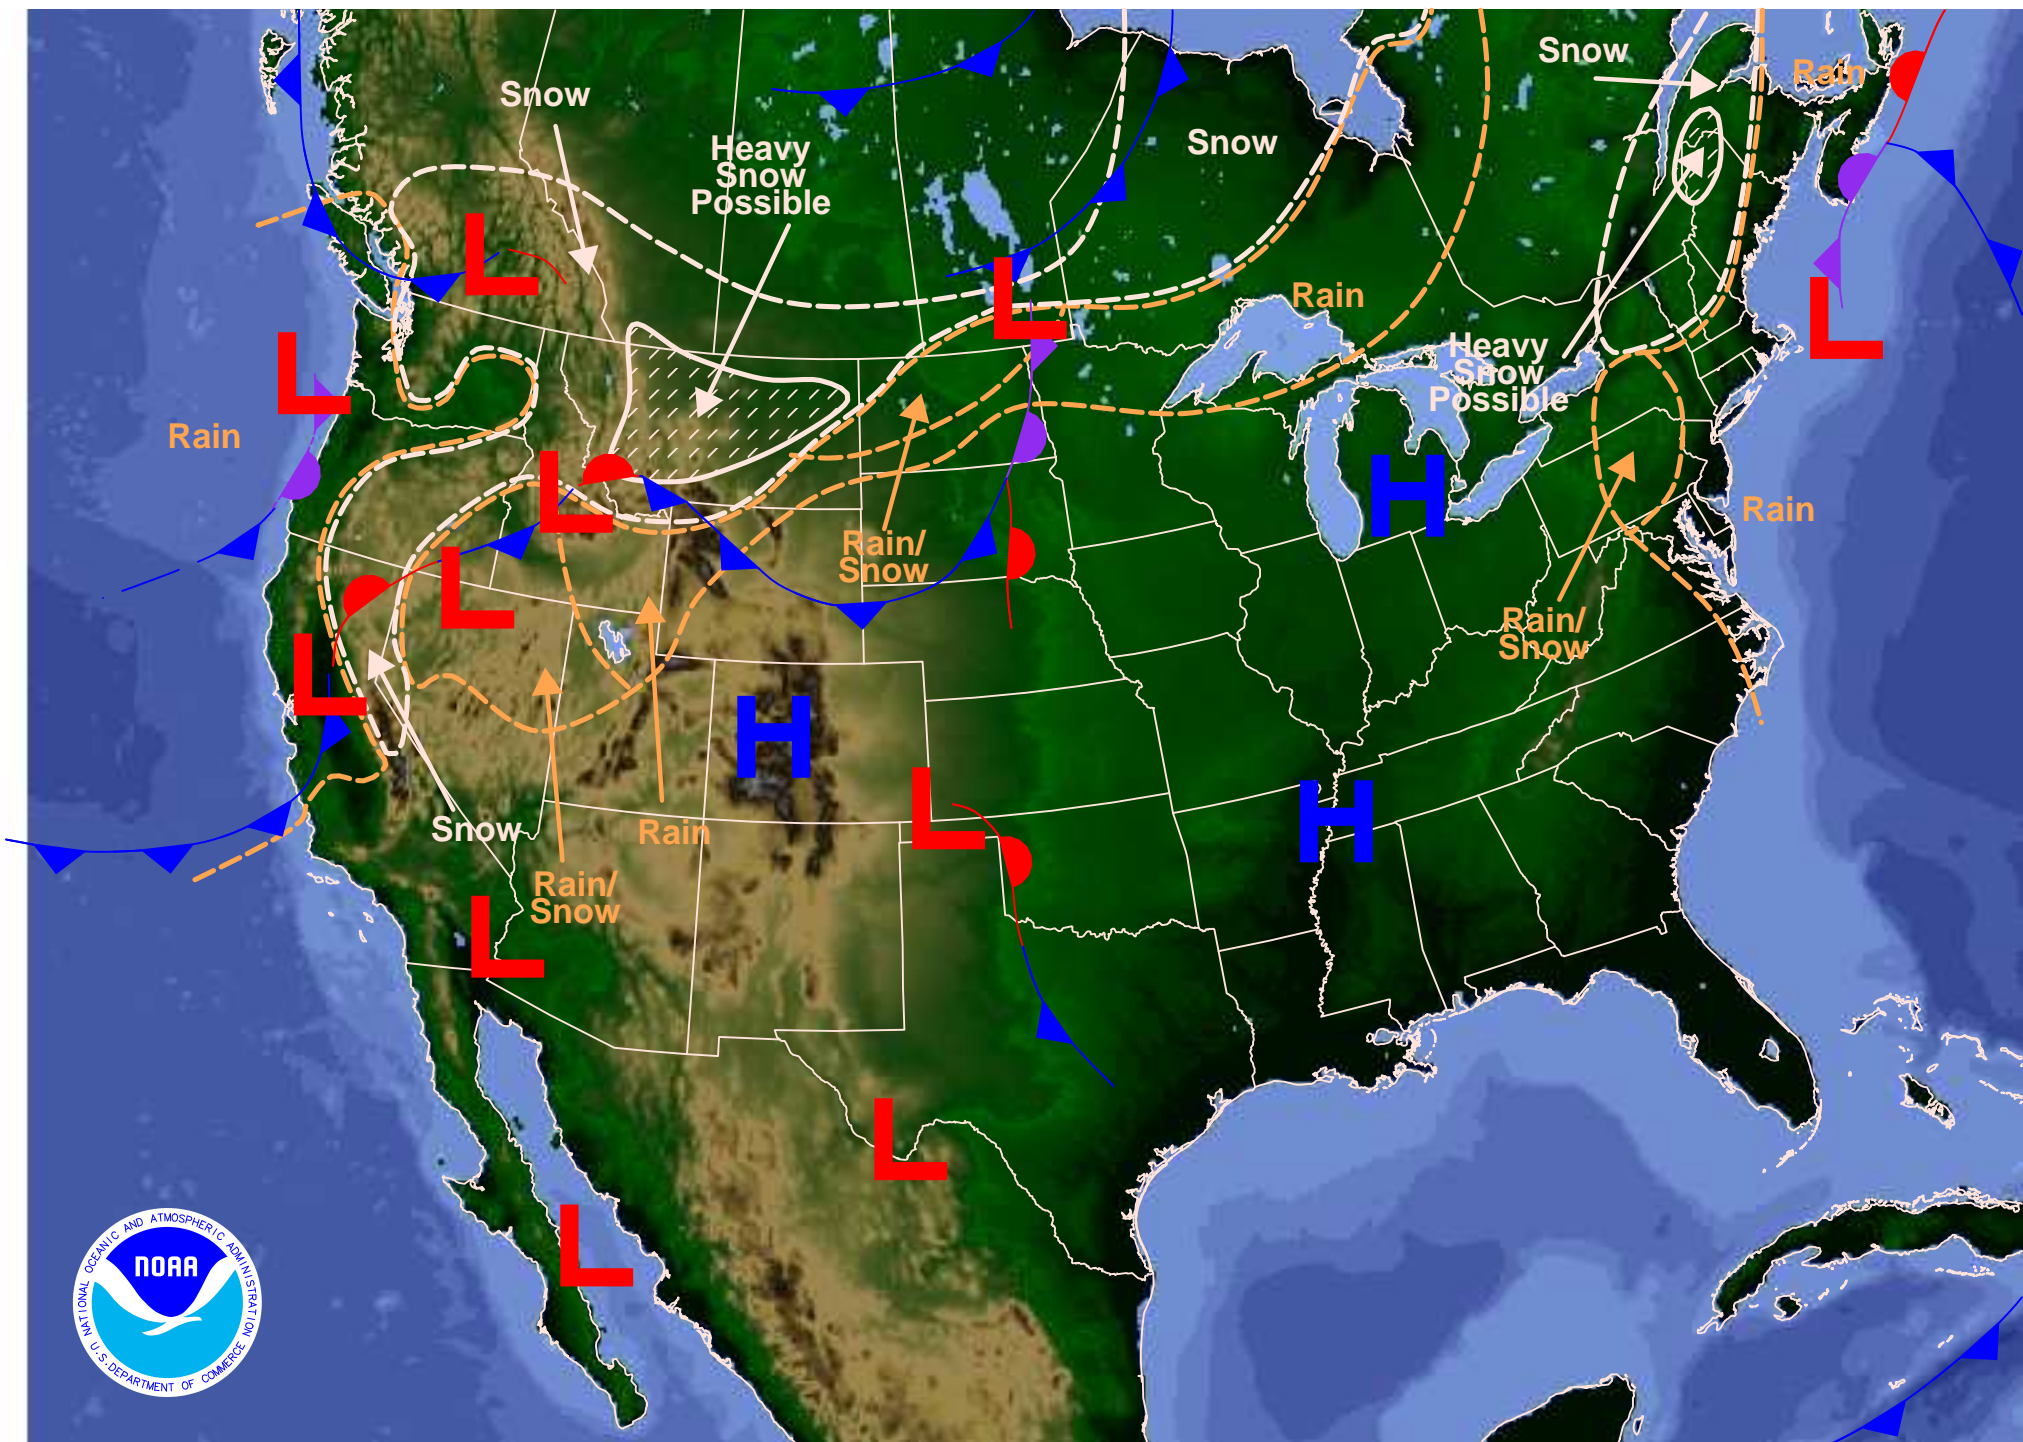 Snow
Rain
Snow
Heavy
Snow
Possible
Snow
L
L
L
Rain
L
L
Heavy
Snow
Possible
Rain
L
H
Rain
Rain/
Snow
L
Rain/
Snow
L
H
L
H
Snow
Rain
Rain/
Snow
L
L
L
NATIONAL OCEANIC AND ATMOSPHERIC ADMINISTRATION
NOAA
U.S. DEPARTMENT OF COMMERCE